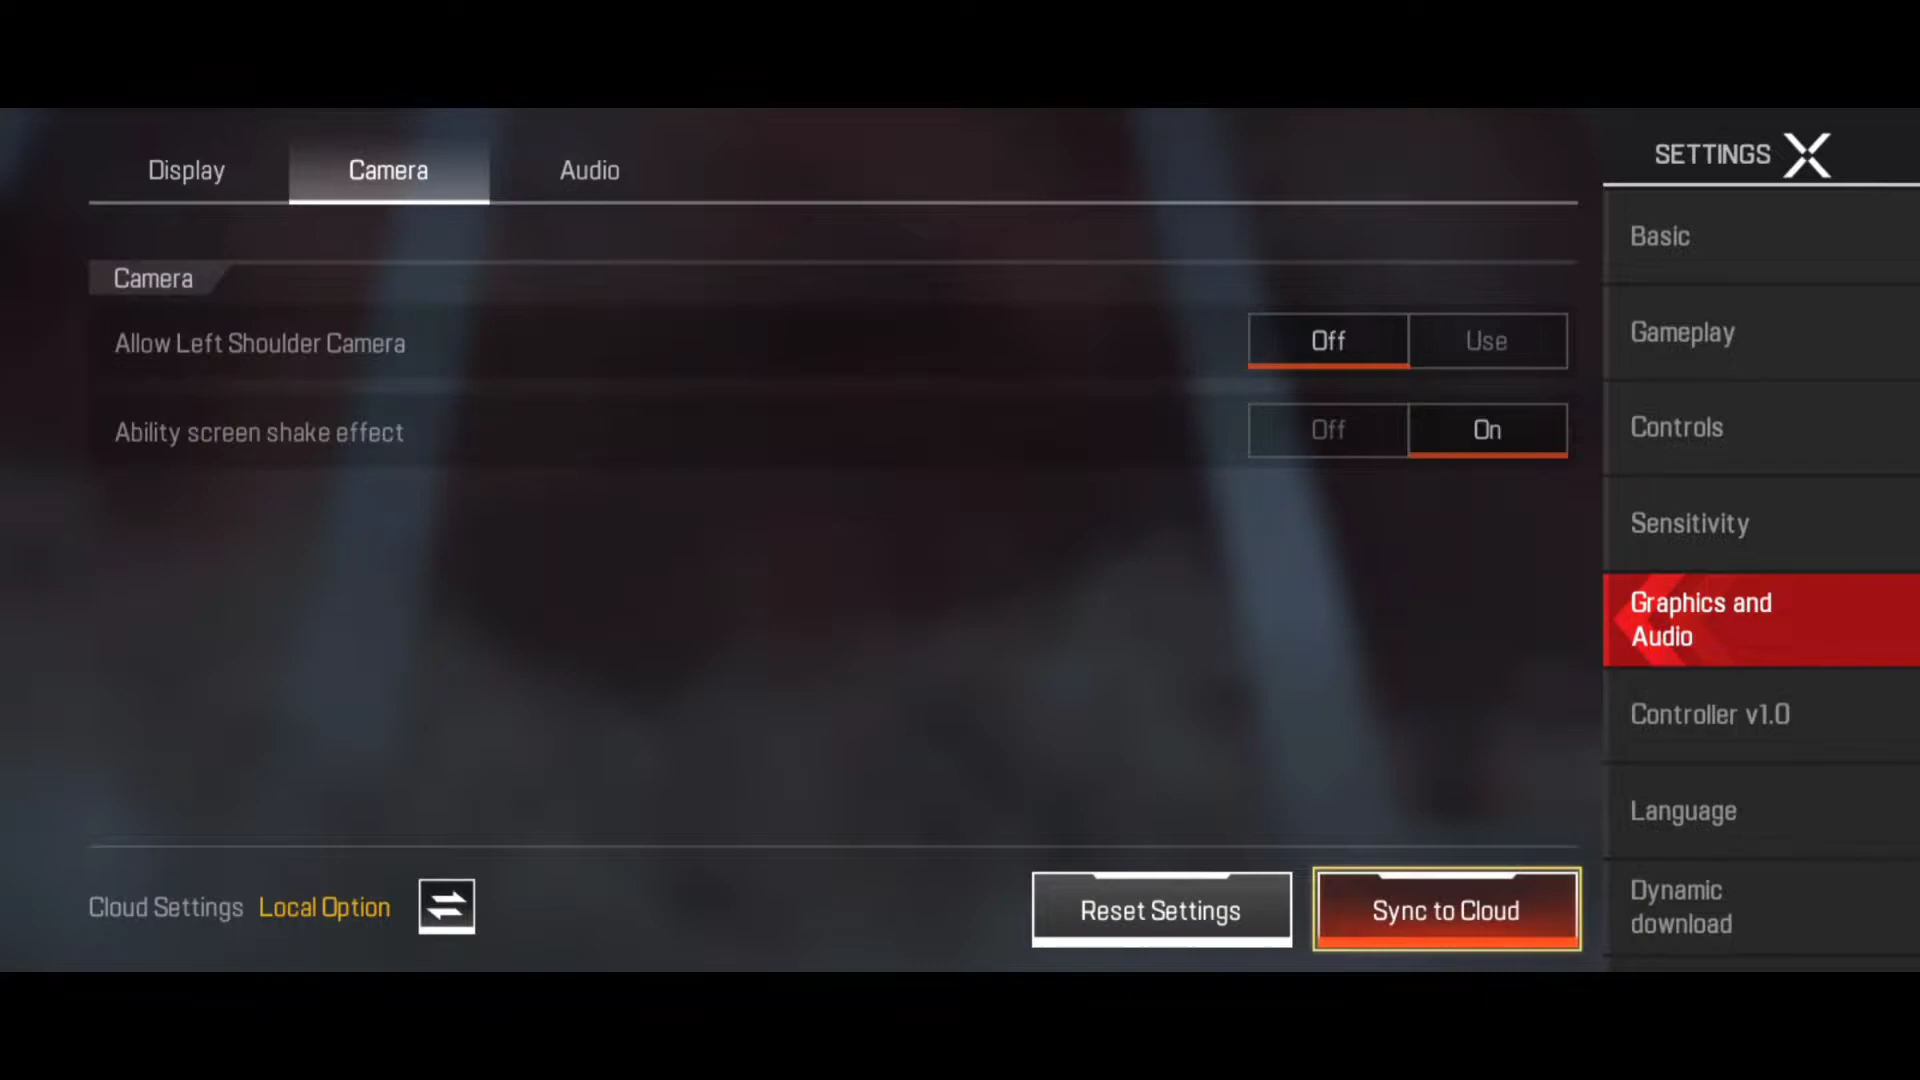 Display
Camera
Audio
SETTINGS
Camera
Allow Left Shoulder Camera
Off
Use
Ability screen shake effect
Off
On
Basic
Gameplay
Controls
Sensitivity
Graphics and
Audio
Controller v1.0
Language
Dynamic
download
Cloud Settings
Local Option
Reset Settings
Sync to Cloud